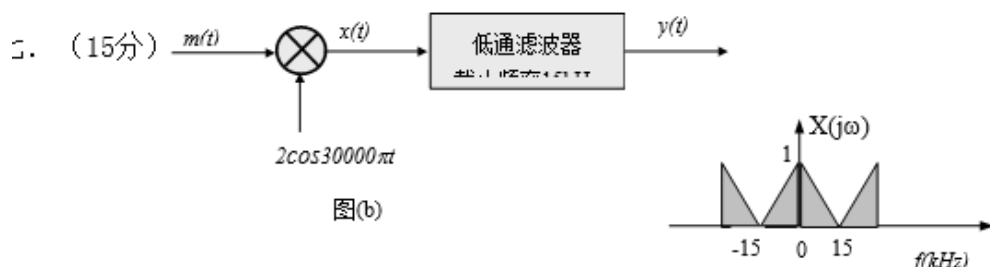 . （15分） m(t) x(t) 低通滤波器 y(t)
2cos30000πt
图(b)
X(jω)
1
-15 0 15
f(kHz)